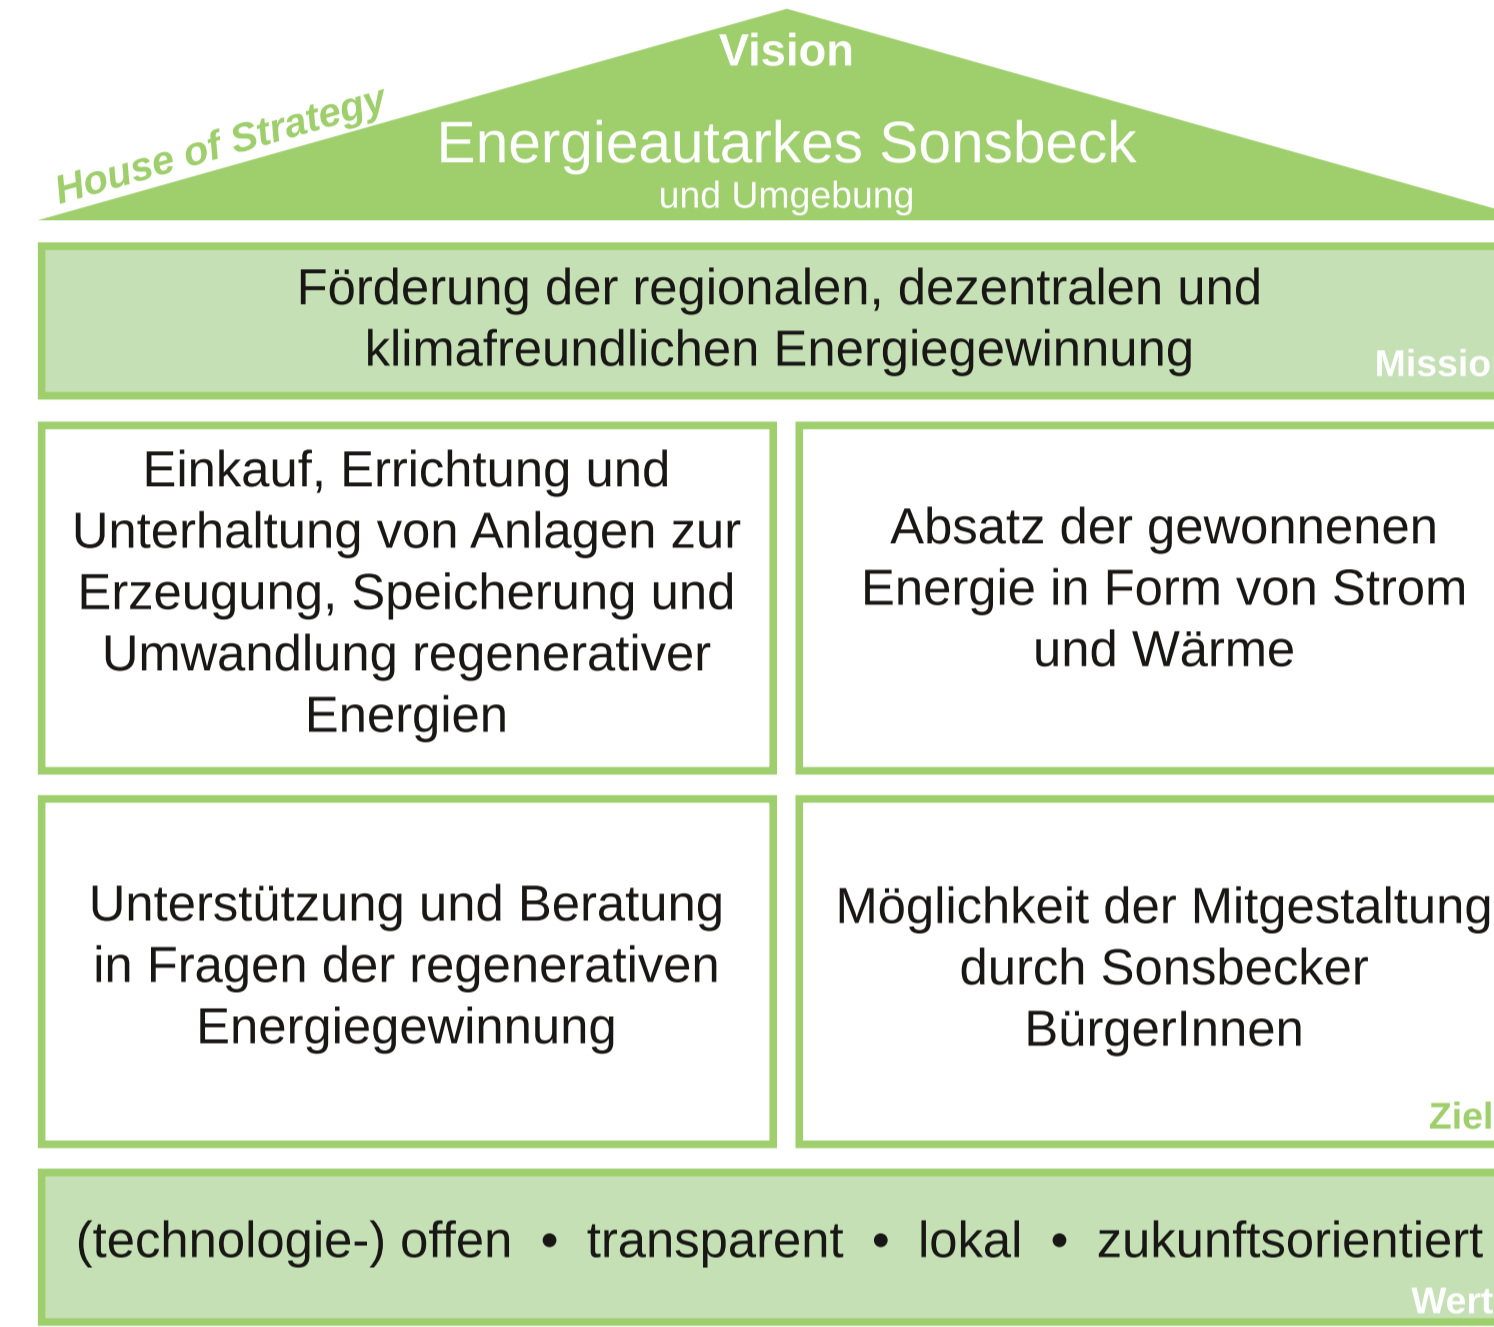 Vision
House of Strategy
Energieautarkes Sonsbeck
und Umgebung
Förderung der regionalen, dezentralen und
klimafreundlichen Energiegewinnung
Missio
Einkauf, Errichtung und
Unterhaltung von Anlagen zur
Erzeugung, Speicherung und
Umwandlung regenerativer
Energien
Absatz der gewonnenen
Energie in Form von Strom
und Wärme
Unterstützung und Beratung
in Fragen der regenerativen
Energiegewinnung
Möglichkeit der Mitgestaltung
durch Sonsbecker
BürgerInnen
Ziel
(technologie-) offen • transparent • lokal • zukunftsorientiert
Wert